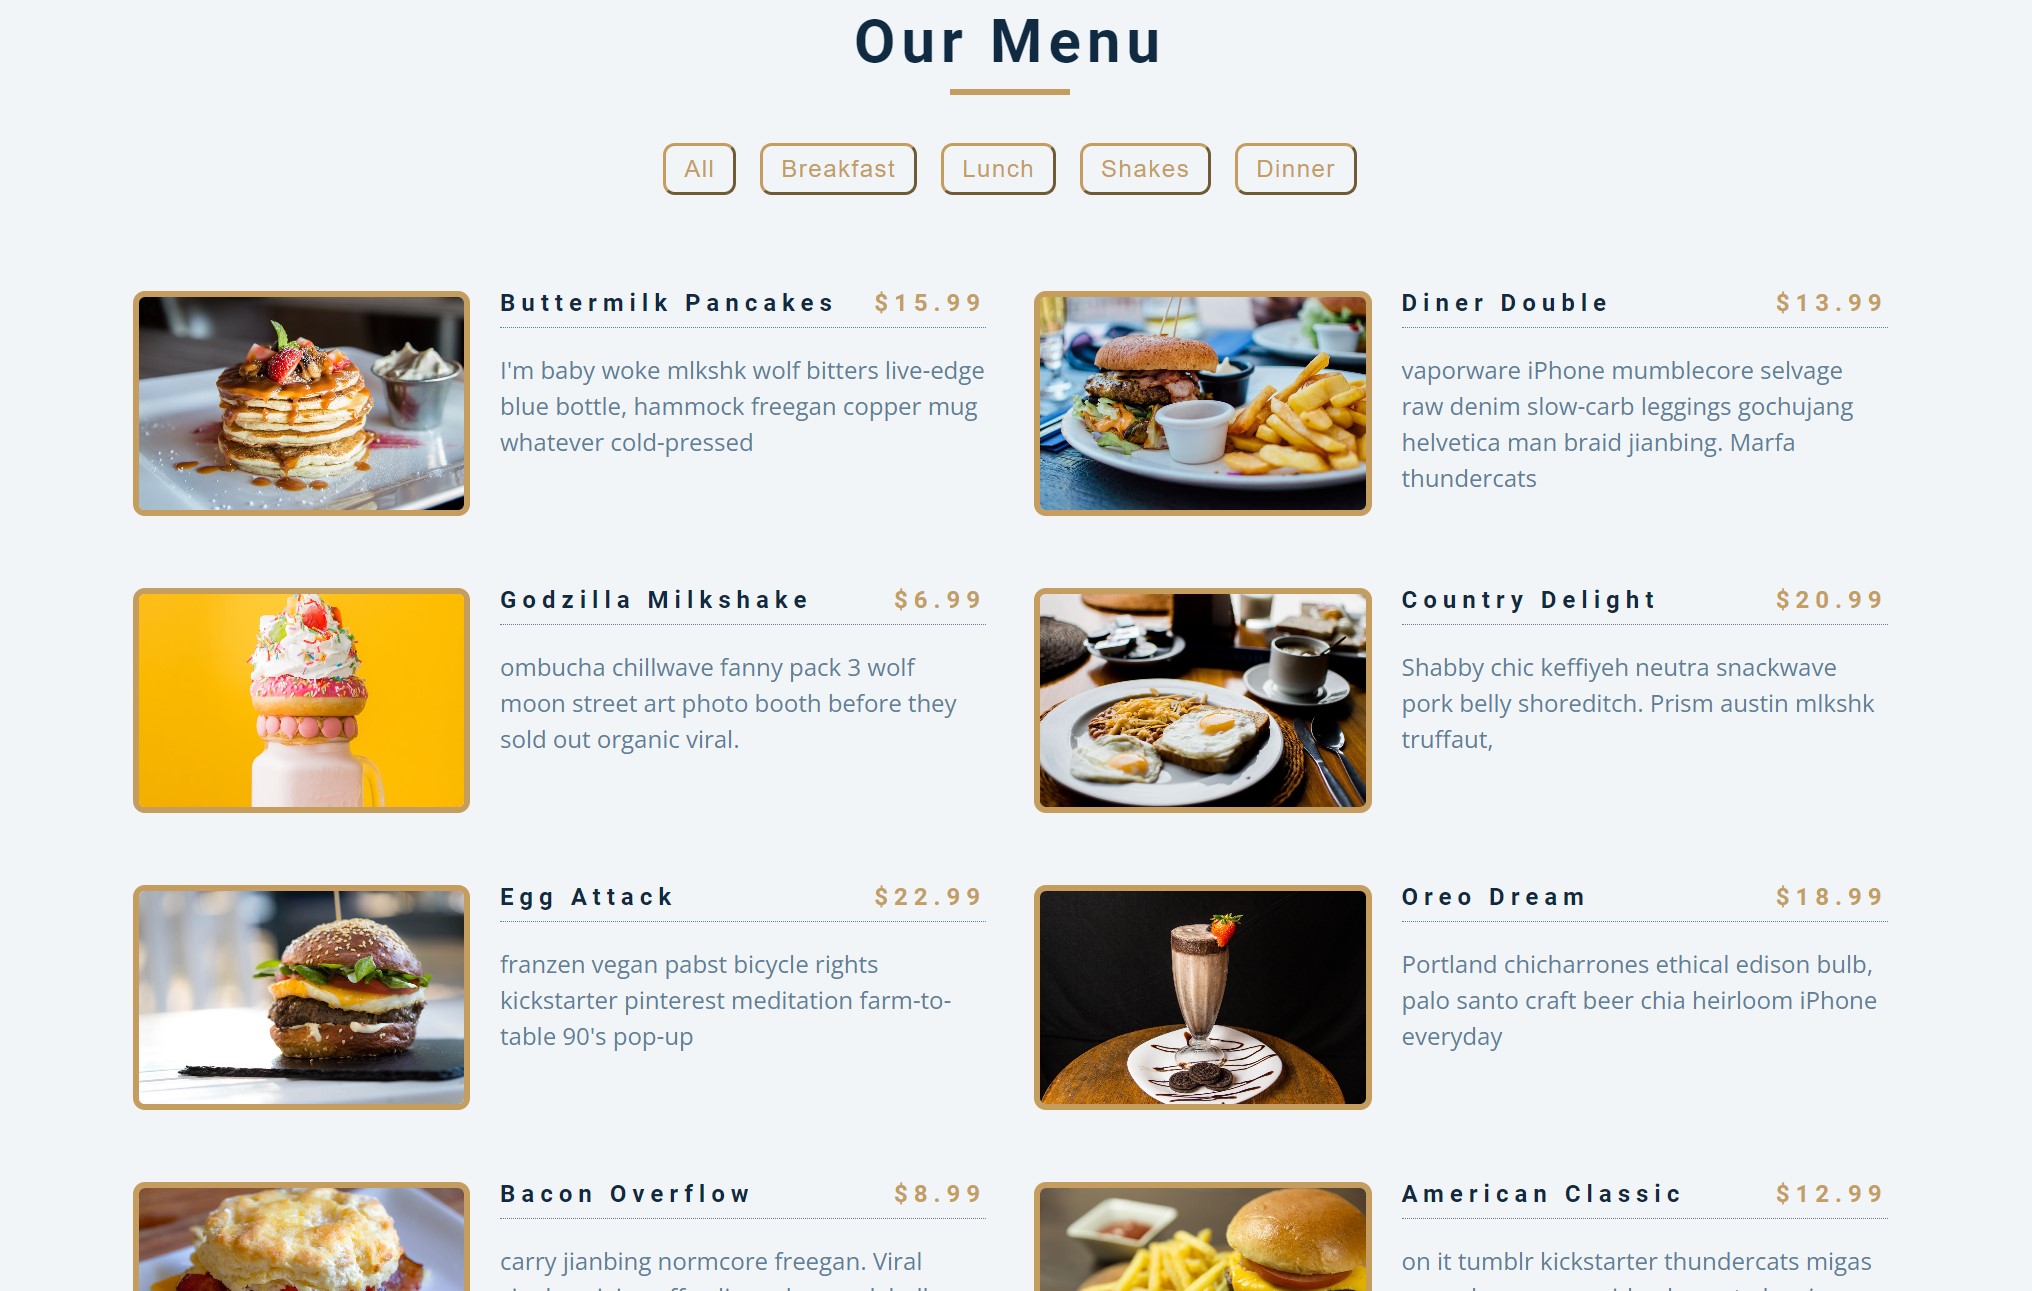 Our Menu
All
Breakfast
Lunch
Shakes
Dinner
Buttermilk Pancakes $15.99
I'm baby woke mlkshk wolf bitters live-edge
blue bottle, hammock freegan copper mug
whatever cold-pressed
Diner Double $13.99
vaporware iPhone mumblecore selvage
raw denim slow-carb leggings gochujang
helvetica man braid jianbing. Marfa
thundercats
Godzilla Milkshake $6.99
ombucha chillwave fanny pack 3 wolf
moon street art photo booth before they
sold out organic viral.
Country Delight $20.99
Shabby chic keffiyeh neutra snackwave
pork belly shoreditch. Prism austin mlkshk
truffaut,
Egg Attack $22.99
franzen vegan pabst bicycle rights
kickstarter pinterest meditation farm-to-
table 90's pop-up
Oreo Dream $18.99
Portland chicharrones ethical edison bulb,
palo santo craft beer chia heirloom iPhone
everyday
Bacon Overflow $8.99
carry jianbing normcore freegan. Viral
American Classic $12.99
on it tumblr kickstarter thundercats migas